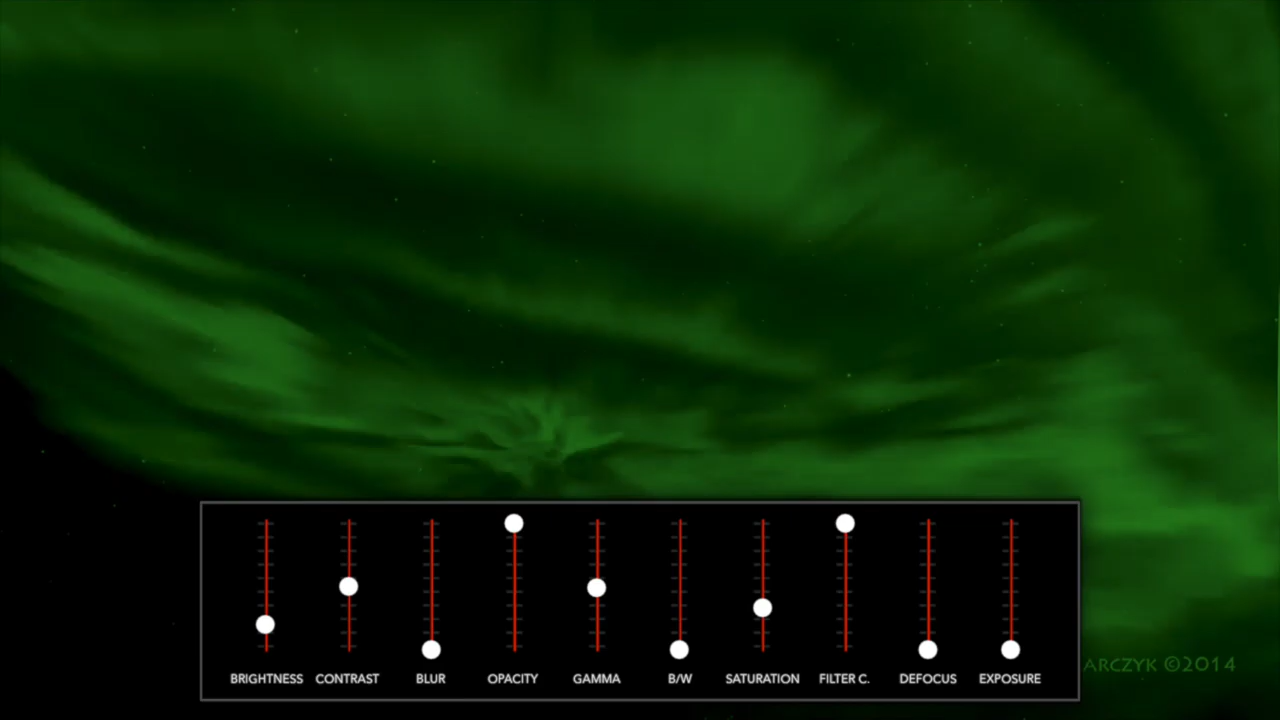 BRIGHTNESS CONTRAST BLUR OPACITY GAMMA B/W SATURATION FILTER C. DEFOCUS EXPOSURE
ARCZYK ©2014